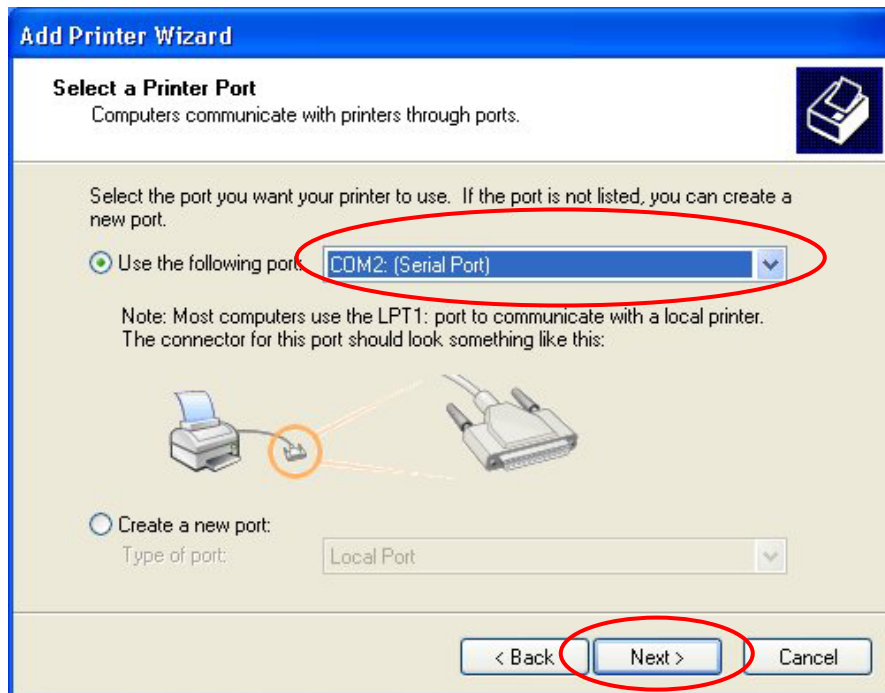 Add Printer Wizard
Select a Printer Port
Computers communicate with printers through ports.
Select the port you want your printer to use. If the port is not listed, you can create a
new port.
Use the following port: COM2: (Serial Port)
Note: Most computers use the LPT1: port to communicate with a local printer.
The connector for this port should look something like this:
Create a new port:
Type of port: Local Port
< Back Next > Cancel